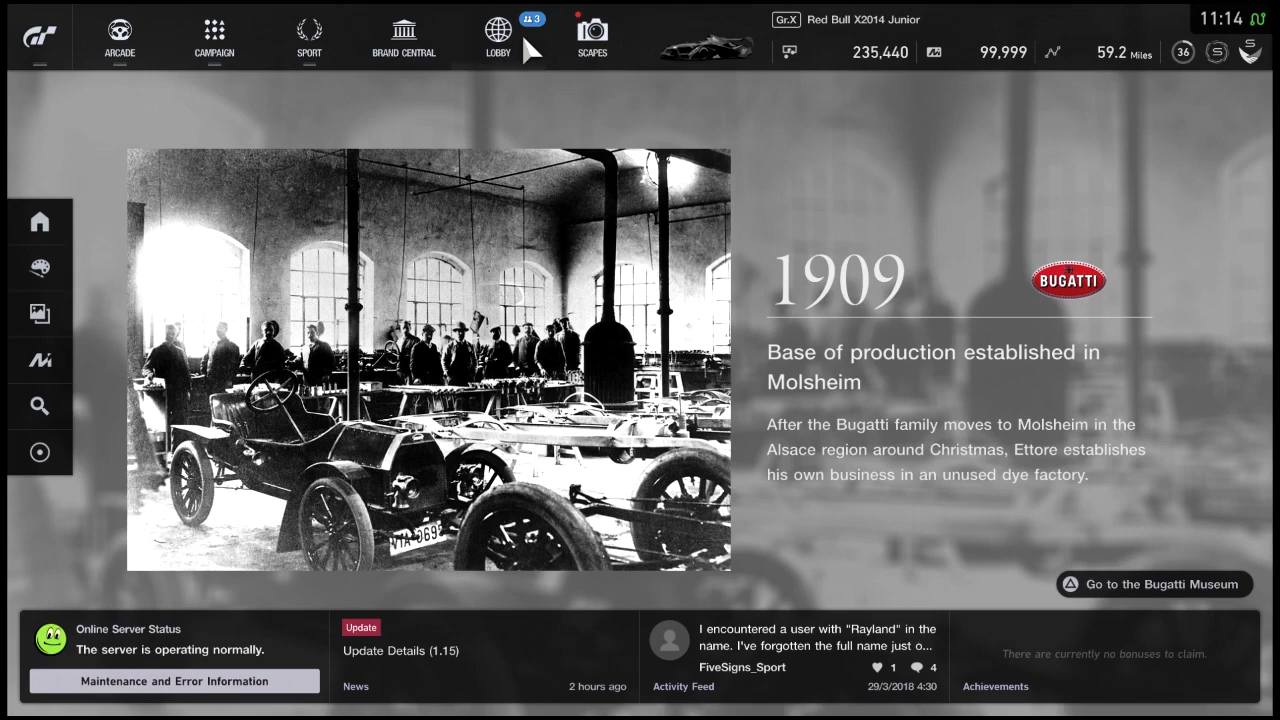 11:14
GT
ARCADE
CAMPAIGN
SPORT
BRAND CENTRAL
LOBBY
3
SCAPES
Gr.X Red Bull X2014 Junior
235,440
99,999
59.2 Miles
36
S
S
1909
BUGATTI
Base of production established in
Molsheim
After the Bugatti family moves to Molsheim in the
Alsace region around Christmas, Ettore establishes
his own business in an unused dye factory.
Go to the Bugatti Museum
Online Server Status
The server is operating normally.
Maintenance and Error Information
Update
Update Details (1.15)
News
2 hours ago
I encountered a user with "Rayland" in the
name. I've forgotten the full name just o...
FiveSigns_Sport
1
4
Activity Feed
29/3/2018 4:30
There are currently no bonuses to claim.
Achievements